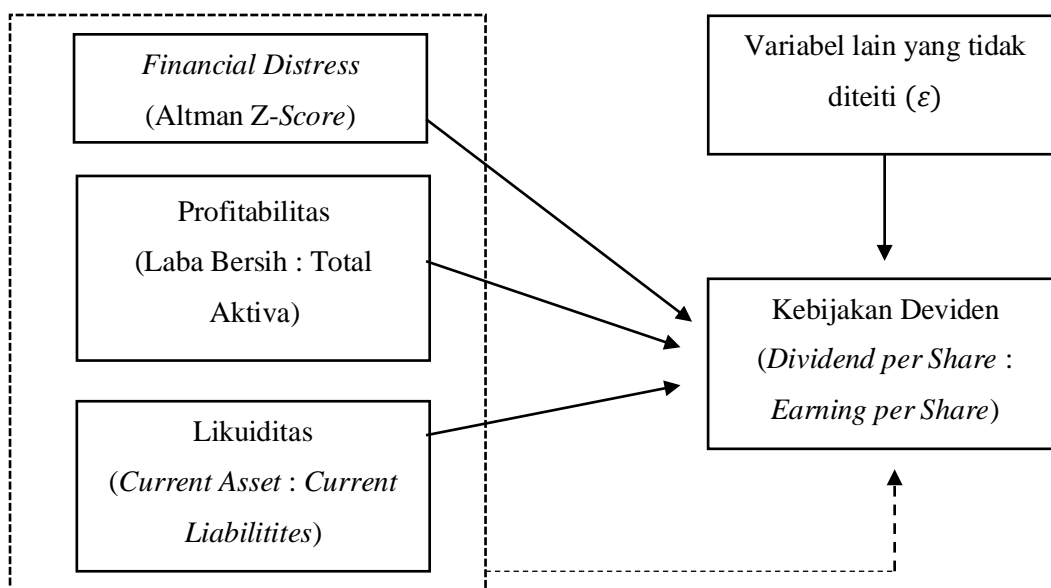 Financial Distress
(Altman Z-Score)
Profitabilitas
(Laba Bersih : Total
Aktiva)
Likuiditas
(Current Asset : Current
Liabilitites)
Variabel lain yang tidak
diteiti (ε)
Kebijakan Deviden
(Dividend per Share :
Earning per Share)